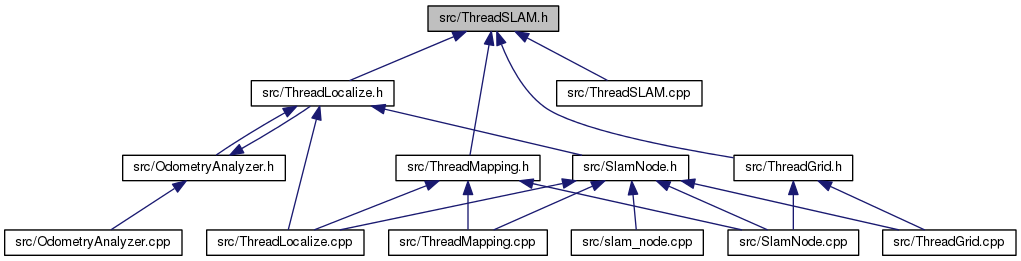 src/ThreadSLAM.h
src/ThreadLocalize.h
src/ThreadSLAM.cpp
src/OdometryAnalyzer.h
src/ThreadMapping.h
src/SlamNode.h
src/ThreadGrid.h
src/OdometryAnalyzer.cpp
src/ThreadLocalize.cpp
src/ThreadMapping.cpp
src/slam_node.cpp
src/SlamNode.cpp
src/ThreadGrid.cpp